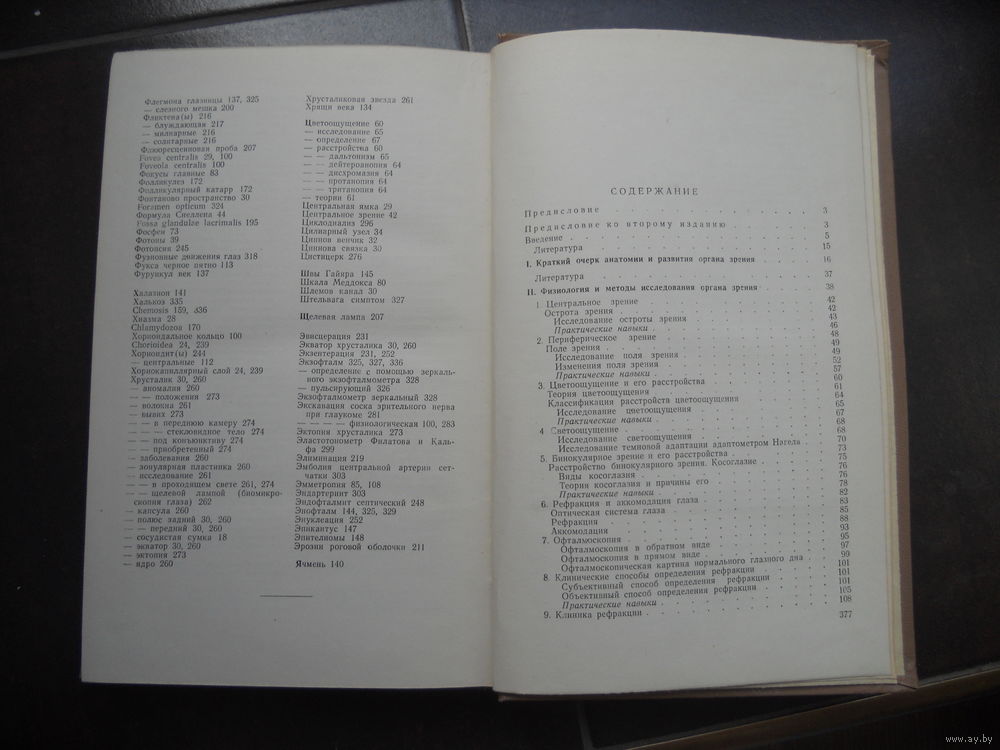 Флегмона глазницы 137, 325
— слезного мешка 200
Фликтена(ы) 216
— блуждающая 217
— милиарные 216
— солитарные 216
Флюоресцеиновая проба 207
Fovea centralis 29, 100
Foveola centralis 100
Фокусы главные 83
Фолликулез 172
Фолликулярный катарр 172
Фонтаново пространство 30
Foramen opticum 324
Формула Снеллена 44
Fossa glandulae lacrimalis 195
Фосфен 73
Фотоны 39
Фотопсия 245
Фузионные движения глаз 318
Фукса черное пятно 113
Фурункул век 137
Халазион 141
Халькоз 335
Chemosis 159, 336
Хиазма 28
Chlamydozoa 170
Хориоидальное кольцо 100
Chorioidea 24, 239
Хориоидит(ы) 244
— центральные 112
Хориокапиллярный слой 24, 239
Хрусталик 30, 260
— аномалии 260
— — положения 273
— волокна 261
— вывих 273
— — в переднюю камеру 274
— — — стекловидное тело 274
— — под конъюнктиву 274
— — приобретенный 274
— заболевания 260
— зонулярная пластинка 260
— исследование 261
— — в проходящем свете 261, 274
— — щелевой лампой (биомикро-
скопия глаза) 262
— капсула 260
— полюс задний 30, 260
— — передний 30, 260
— сосудистая сумка 18
— экватор 30, 260
— эктопия 273
— ядро 260
Хрусталиковая звезда 261
Хрящи века 134
Цветоощущение 60
— исследование 65
— определение 67
— расстройства 60
— — дальтонизм 65
— — дейтероанопия 64
— — дисхромазия 64
— — протанопия 64
— — тританопия 64
— теории 61
Центральная ямка 29
Центральное зрение 42
Циклодиализ 296
Цилиарный узел 34
Циннов венчик 32
Циннова связка 30
Цистицерк 276
Швы Гайяра 145
Шкала Меддокса 80
Шлемов канал 30
Штельвага симптом 327
Щелевая лампа 207
Эвисцерация 231
Экватор хрусталика 30, 260
Экзентерация 231, 252
Экзофтальм 325, 327, 336
— определение с помощью зеркаль-
ного экзофталмометра 328
— пульсирующий 326
Экзофталмометр зеркальный 328
Экскавация соска зрительного нерва
при глаукоме 281
— — — — физиологическая 100, 283
Эктопия хрусталика 273
Эластотонометр Филатова и Каль-
фа 299
Элиминация 219
Эмболия центральной артерии сет-
чатки 303
Эмметропия 85, 108
Эндартериит 303
Эндофталмит септический 248
Энофталм 144, 325, 329
Энуклеация 252
Эпикантус 147
Эпителиомы 148
Эрозии роговой оболочки 211
Ячмень 140
СОДЕРЖАНИЕ
Предисловие 3
Предисловие ко второму изданию 3
Введение 5
Литература 15
I. Краткий очерк анатомии и развития органа зрения 16
Литература 37
II. Физиология и методы исследования органа зрения 38
1. Центральное зрение 42
Острота зрения 42
Исследование остроты зрения 43
Практические навыки 46
2. Периферическое зрение 48
Поле зрения 49
Исследование поля зрения 49
Изменения поля зрения 52
Практические навыки 57
3. Цветоощущение и его расстройства 60
Теория цветоощущения 61
Классификация расстройств цветоощущения 64
Исследование цветоощущения 65
Практические навыки 67
4 Светоощущение 68
Исследование светоощущения 68
Исследование темновой адаптации адаптометром Нагеля 70
5. Бинокулярное зрение и его расстройства 73
Расстройство бинокулярного зрения. Косоглазие 75
Виды косоглазия 76
Теории косоглазия и причины его 76
Практические навыки 78
6. Рефракция и аккомодация глаза 82
Оптическая система глаза 83
Рефракция 85
Аккомодация 88
7. Офталмоскопия 93
Офталмоскопия в обратном виде 95
Офталмоскопия в прямом виде 97
Офталмоскопическая картина нормального глазного дна 99
8. Клинические способы определения рефракции 101
Субъективный способ определения рефракции 101
Объективный способ определения рефракции 105
Практические навыки 108
9. Клиника рефракции
377
www.ay.by